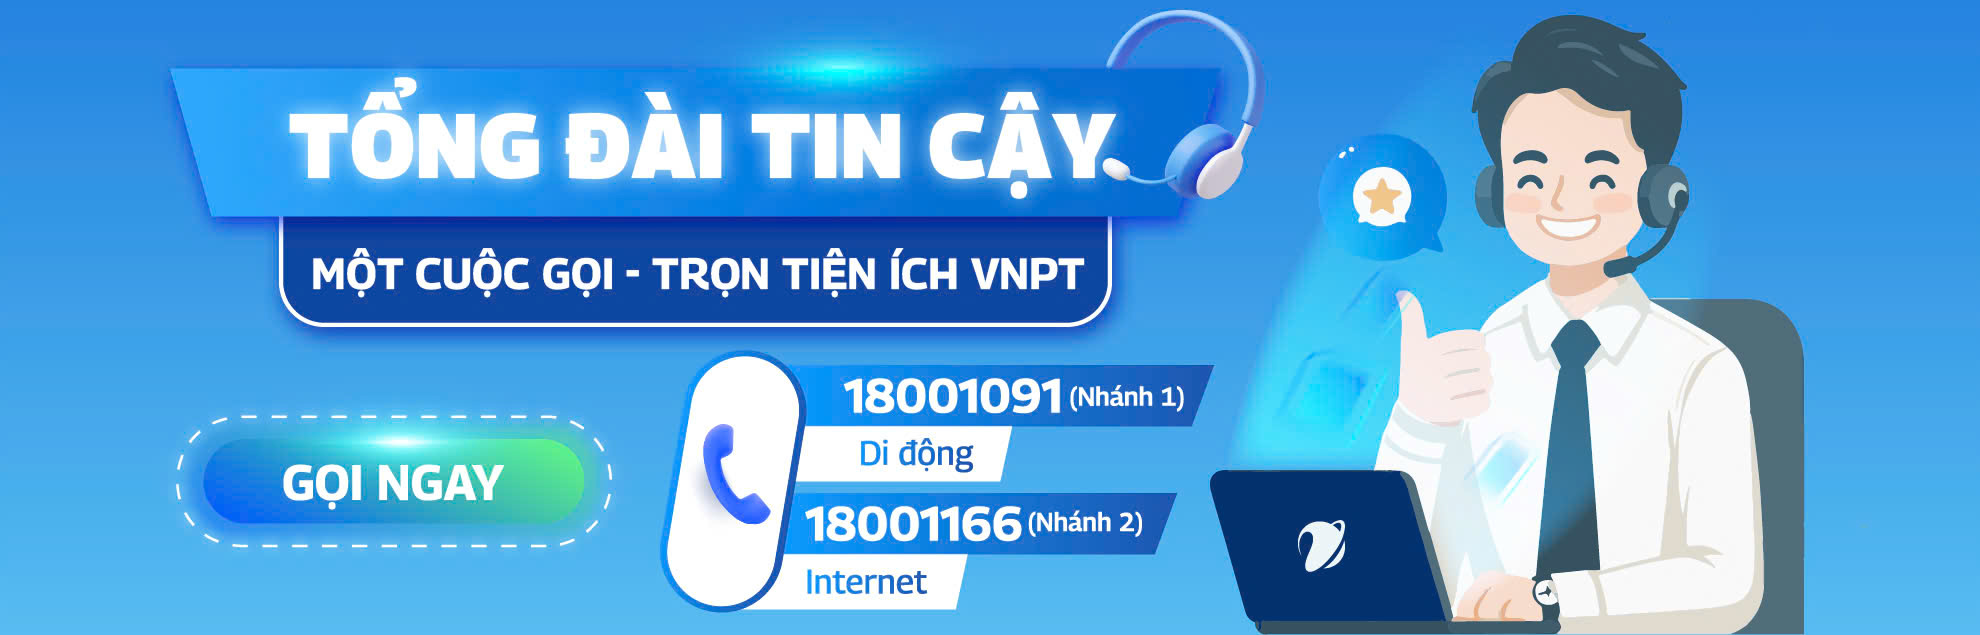 TỔNG ĐÀI TIN CẬY
MỘT CUỘC GỌI - TRỌN TIỆN ÍCH VNPT
GỌI NGAY
18001091 (Nhánh 1)
Di động
18001166 (Nhánh 2)
Internet